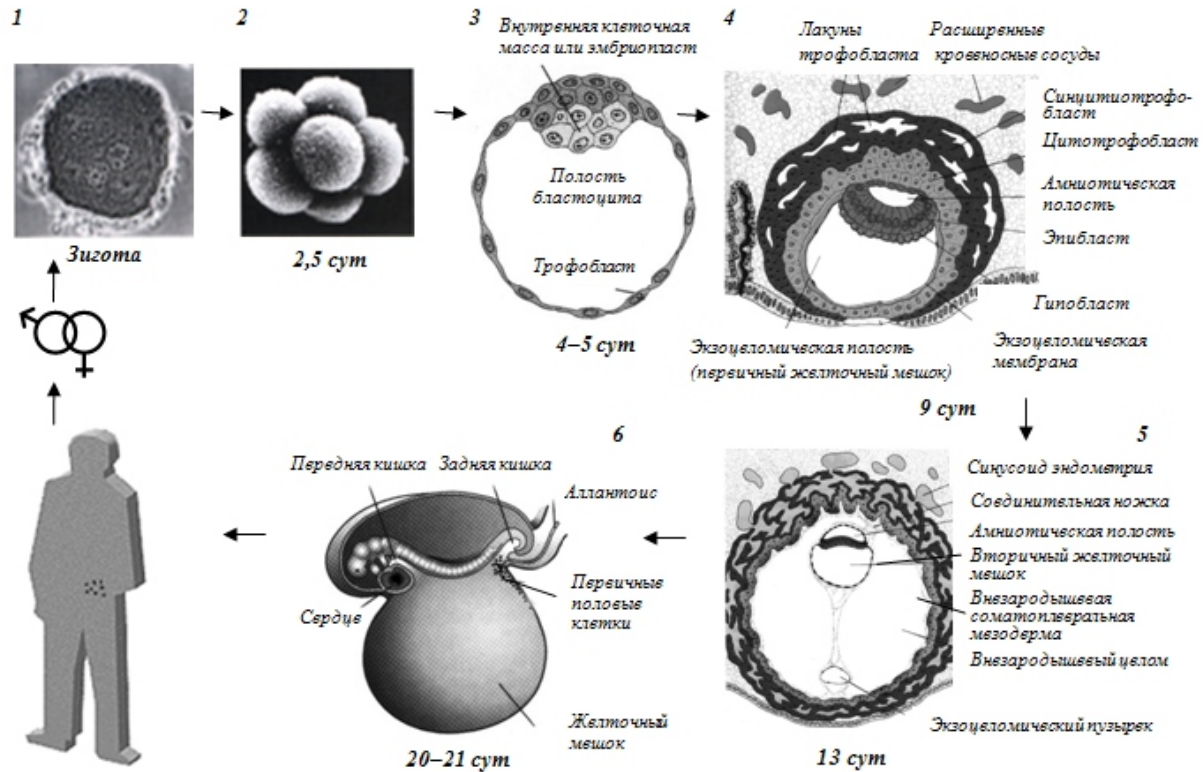 1
2
3
4
Внутренняя клеточная
масса или эмбриопласт
Полость
бластоцита
Трофобласт
Зигота
2,5 сут
4–5 сут
Лакуны
трофобласта
Расширенные
кровеносные сосуды
Синцитиотрофо-
бласт
Цитотрофобласт
Амниотическая
полость
Эпибласт
Гипобласт
Экзоцеломическая
мембрана
Экзоцеломическая полость
(первичный желточный мешок)
9 сут
5
6
Передняя кишка
Задняя кишка
Аллантоис
Первичные
половые
клетки
Сердце
Желточный
мешок
20–21 сут
Синусоид эндометрия
Соединительная ножка
Амниотическая полость
Вторичный желточный
мешок
Внезародышевая
соматоплевральная
мезодерма
Внезародышевый целом
Экзоцеломический пузырек
13 сут